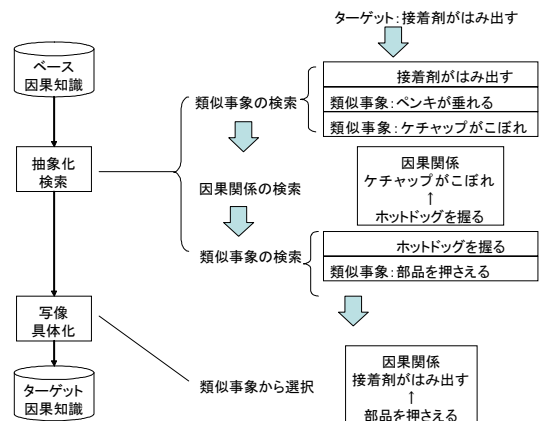 ターゲット:接着剤がはみ出す
ベース
因果知識
接着剤がはみ出す
類似事象の検索
類似事象:ペンキが垂れる
類似事象:ケチャップがこぼれ
抽象化
検索
因果関係の検索
因果関係
ケチャップがこぼれ
↑
ホットドッグを握る
類似事象の検索
ホットドッグを握る
類似事象:部品を押さえる
写像
具体化
類似事象から選択
因果関係
接着剤がはみ出す
↑
部品を押さえる
ターゲット
因果知識